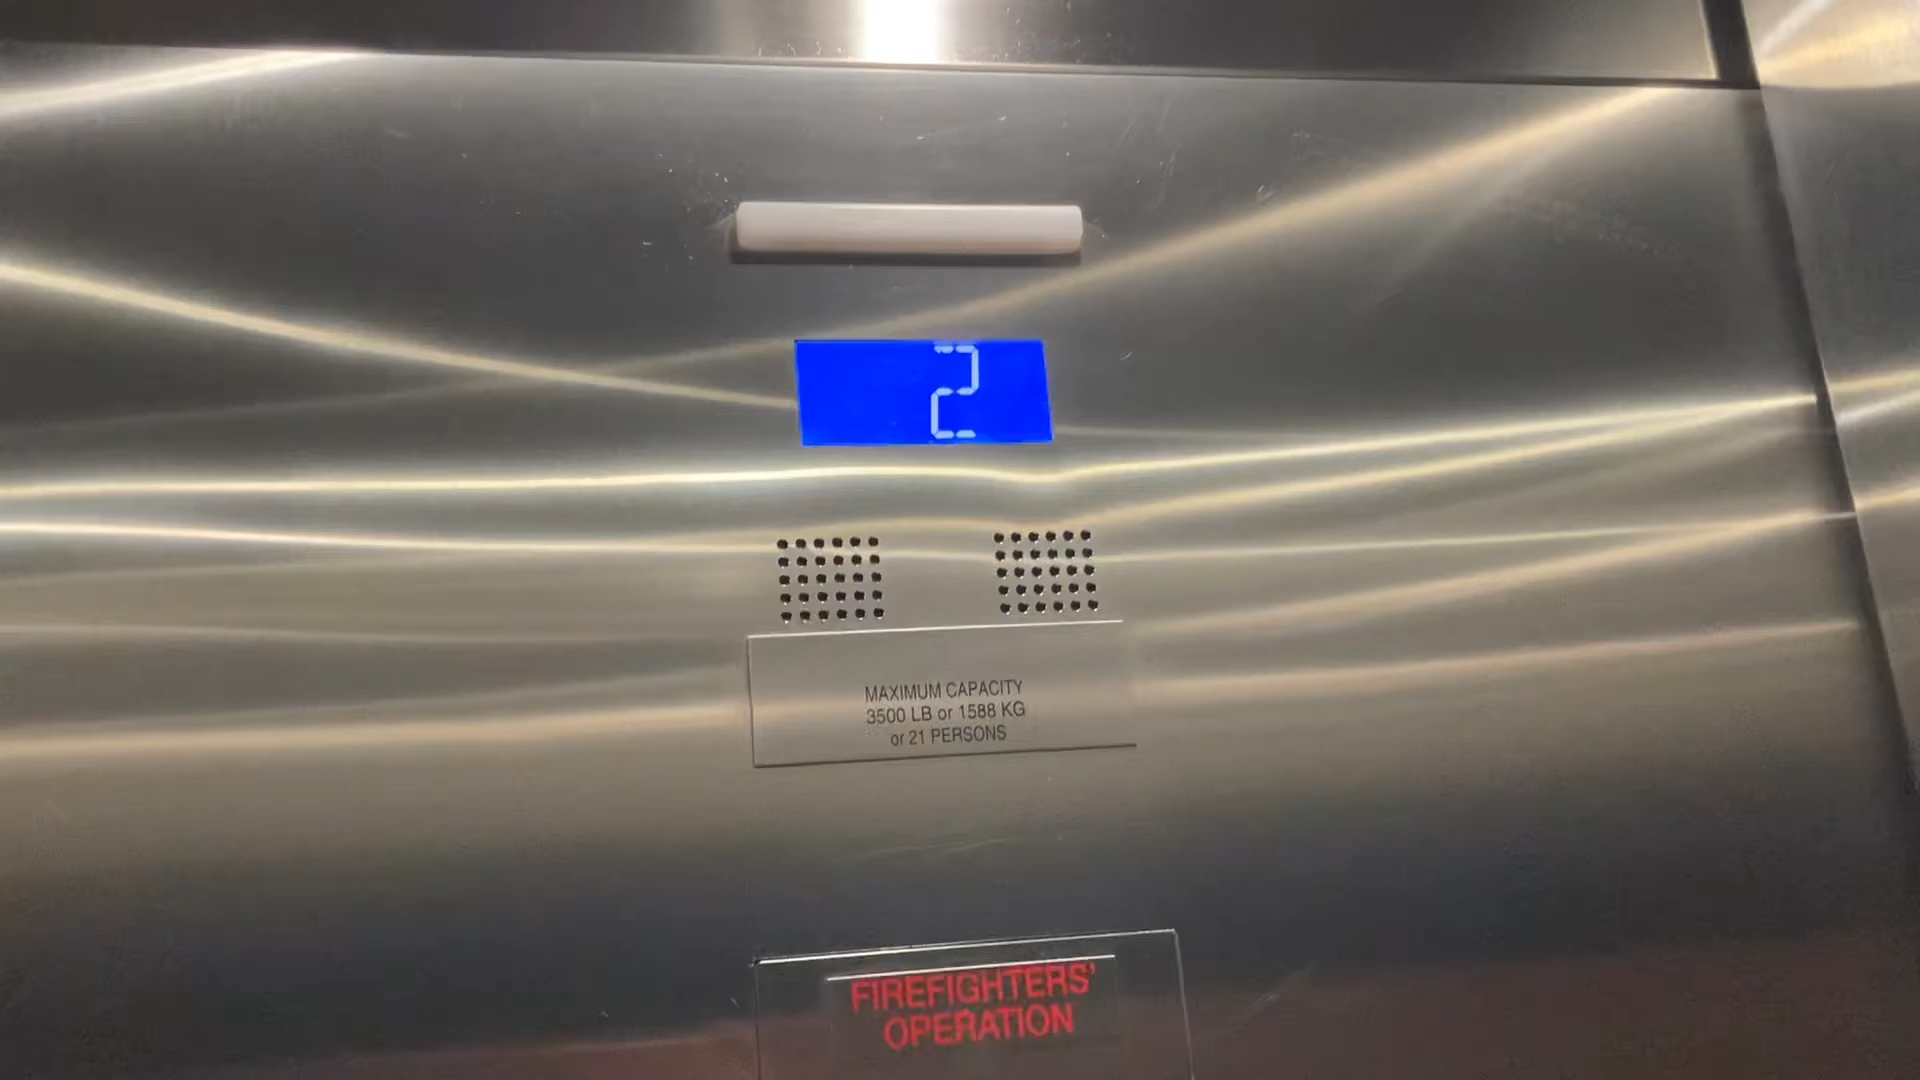 2
MAXIMUM CAPACITY
3500 LB or 1588 KG
or 21 PERSONS
FIREFIGHTERS'
OPERATION